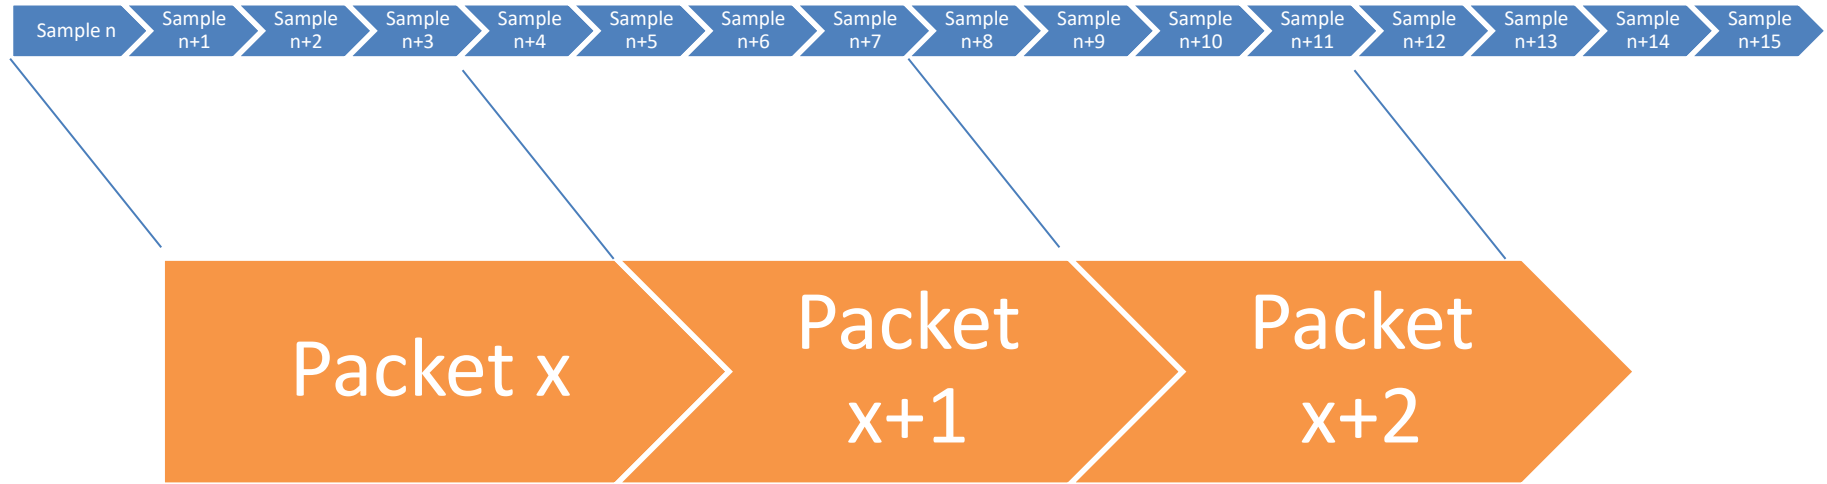 Sample n
Sample
n+1
Sample
n+2
Sample
n+3
Sample
n+4
Sample
n+5
Sample
n+6
Sample
n+7
Sample
n+8
Sample
n+9
Sample
n+10
Sample
n+11
Sample
n+12
Sample
n+13
Sample
n+14
Sample
n+15
Packet x
Packet
x+1
Packet
x+2